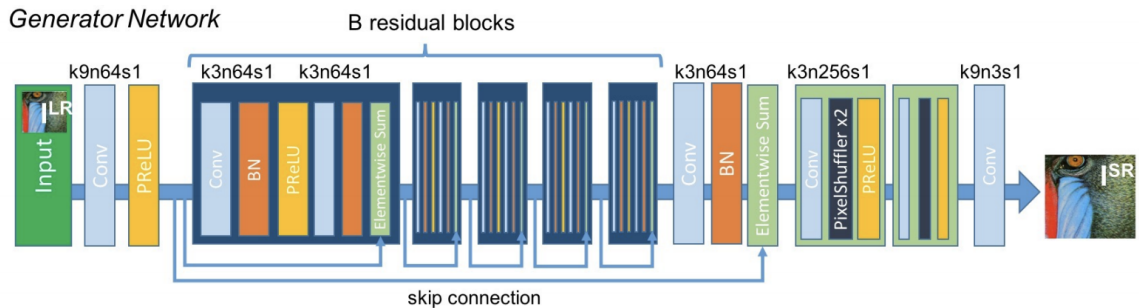 Generator Network
B residual blocks
k9n64s1
k3n64s1
k3n64s1
k3n64s1
k3n256s1
k9n3s1
Input
I LR
Conv
PReLU
Conv
BN
PReLU
Elementwise Sum
Conv
BN
Elementwise Sum
Conv
PixelShuffler x2
PReLU
Conv
I SR
skip connection